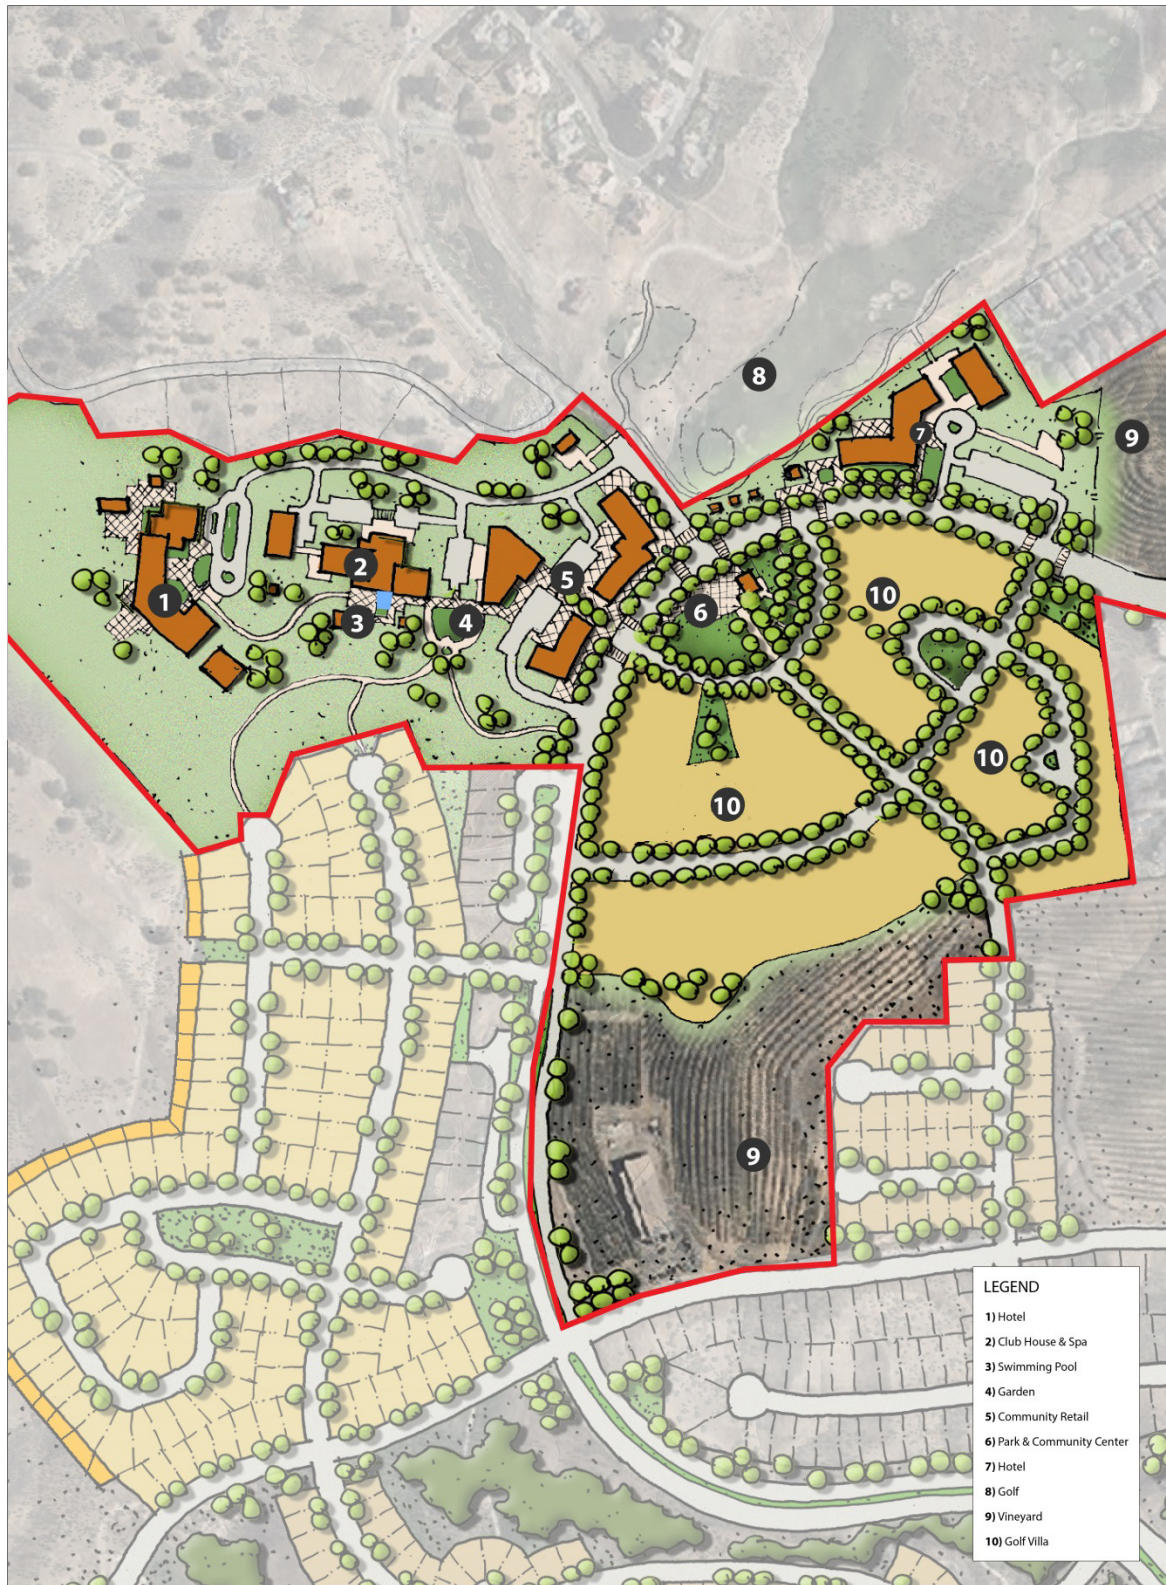 8
7
9
1
2
3
4
5
6
10
10
10
9
LEGEND
1) Hotel
2) Club House & Spa
3) Swimming Pool
4) Garden
5) Community Retail
6) Park & Community Center
7) Hotel
8) Golf
9) Vineyard
10) Golf Villa